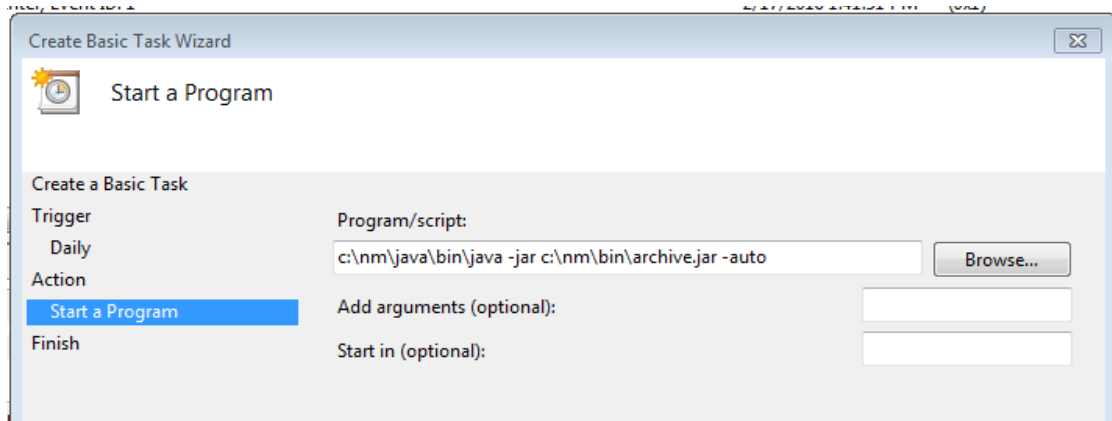 Create Basic Task Wizard
Start a Program
Create a Basic Task
Trigger
Daily
Action
Start a Program
Finish
Program/script:
c:\nm\java\bin\java -jar c:\nm\bin\archive.jar -auto
Browse...
Add arguments (optional):
Start in (optional):